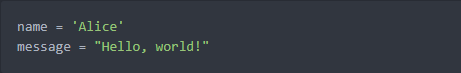 name = 'Alice'
message = "Hello, world!"